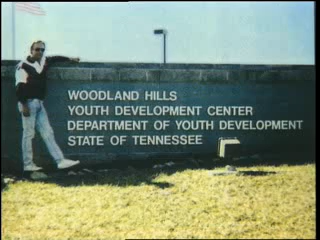 WOODLAND HILLS
YOUTH DEVELOPMENT CENTER
DEPARTMENT OF YOUTH DEVELOPMENT
STATE OF TENNESSEE